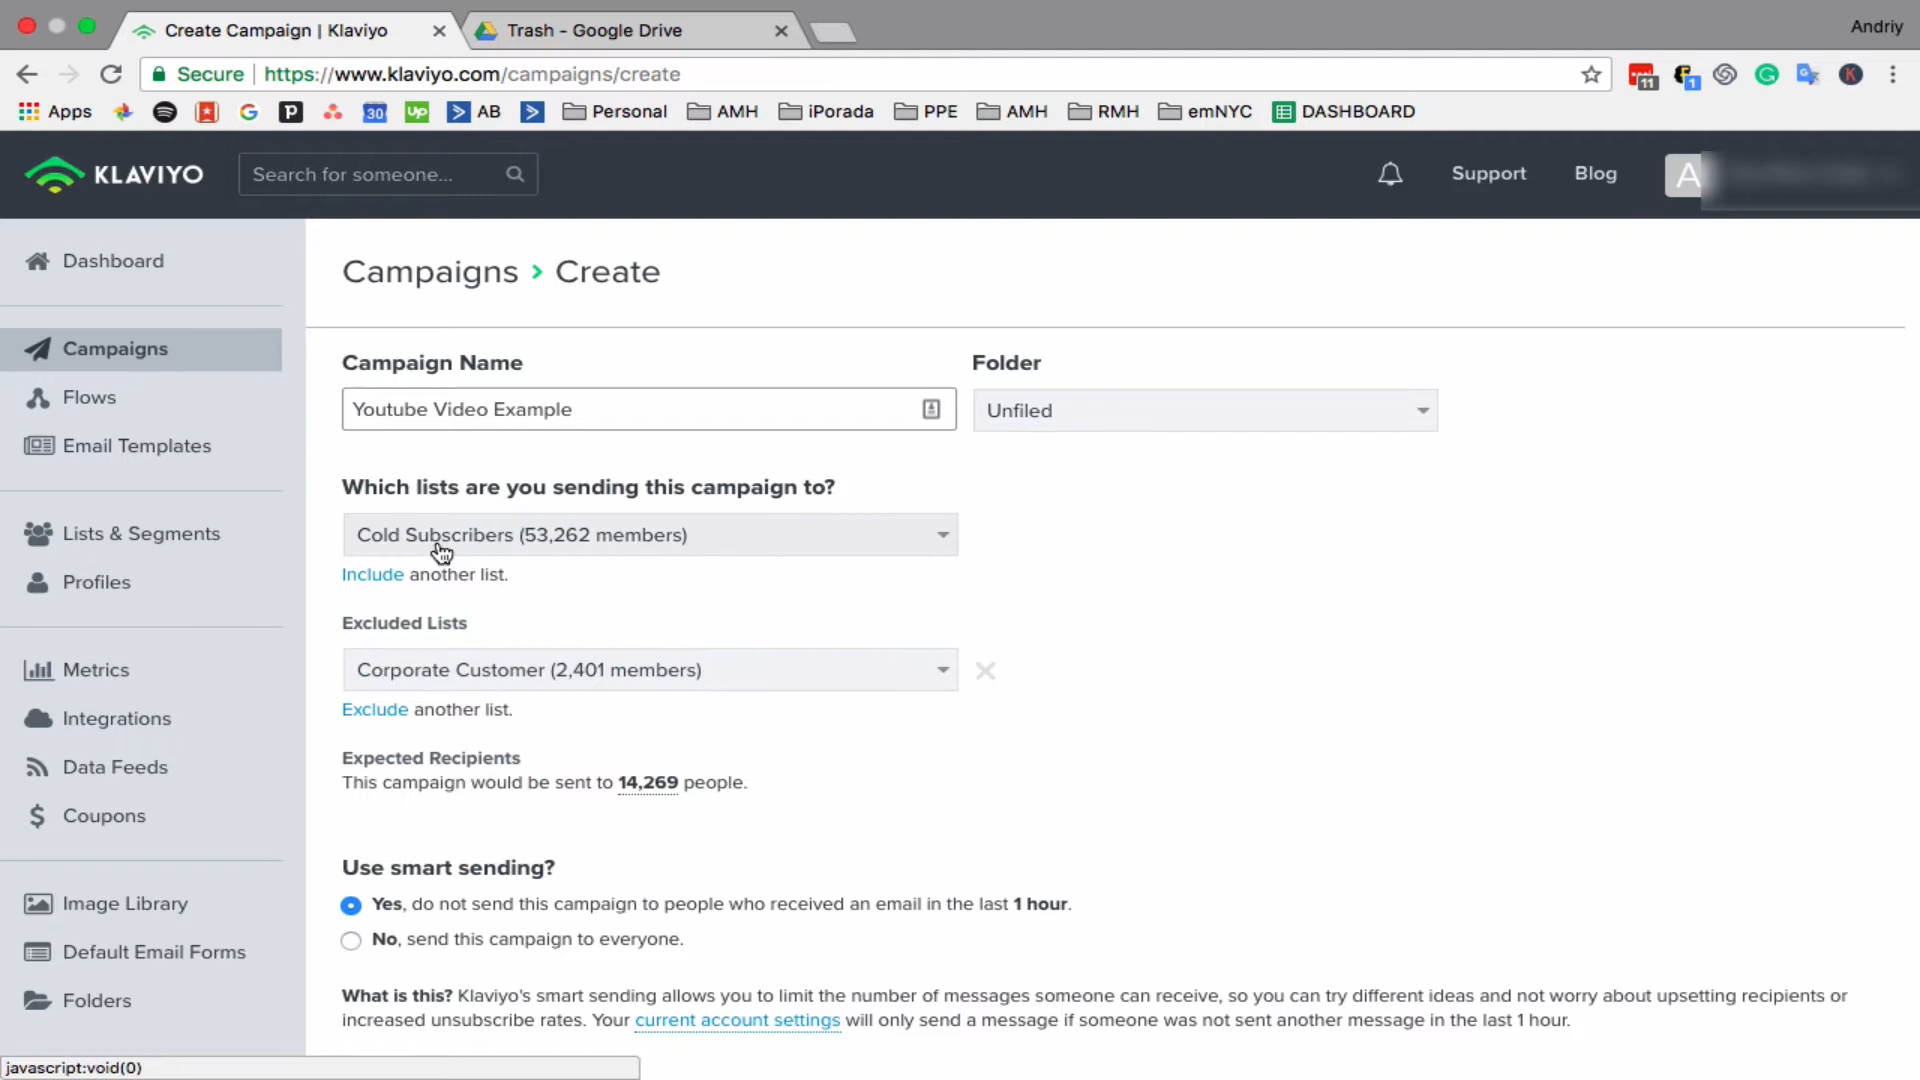 Create Campaign | Klaviyo
Trash - Google Drive
Andriy
Secure
https://www.klaviyo.com/campaigns/create
11
1
K
Apps
30
up
AB
Personal
AMH
iPorada
PPE
AMH
RMH
emNYC
DASHBOARD
KLAVIYO
Search for someone...
Support
Blog
A
Dashboard
Campaigns
Flows
Email Templates
Lists & Segments
Profiles
Metrics
Integrations
Data Feeds
Coupons
Image Library
Default Email Forms
Folders
Campaigns > Create
Campaign Name
Folder
Youtube Video Example
Unfiled
Which lists are you sending this campaign to?
Cold Subscribers (53,262 members)
Include another list.
Excluded Lists
Corporate Customer (2,401 members)
Exclude another list.
Expected Recipients
This campaign would be sent to 14,269 people.
Use smart sending?
Yes, do not send this campaign to people who received an email in the last 1 hour.
No, send this campaign to everyone.
What is this? Klaviyo's smart sending allows you to limit the number of messages someone can receive, so you can try different ideas and not worry about upsetting recipients or
increased unsubscribe rates. Your current account settings will only send a message if someone was not sent another message in the last 1 hour.
javascript:void(0)